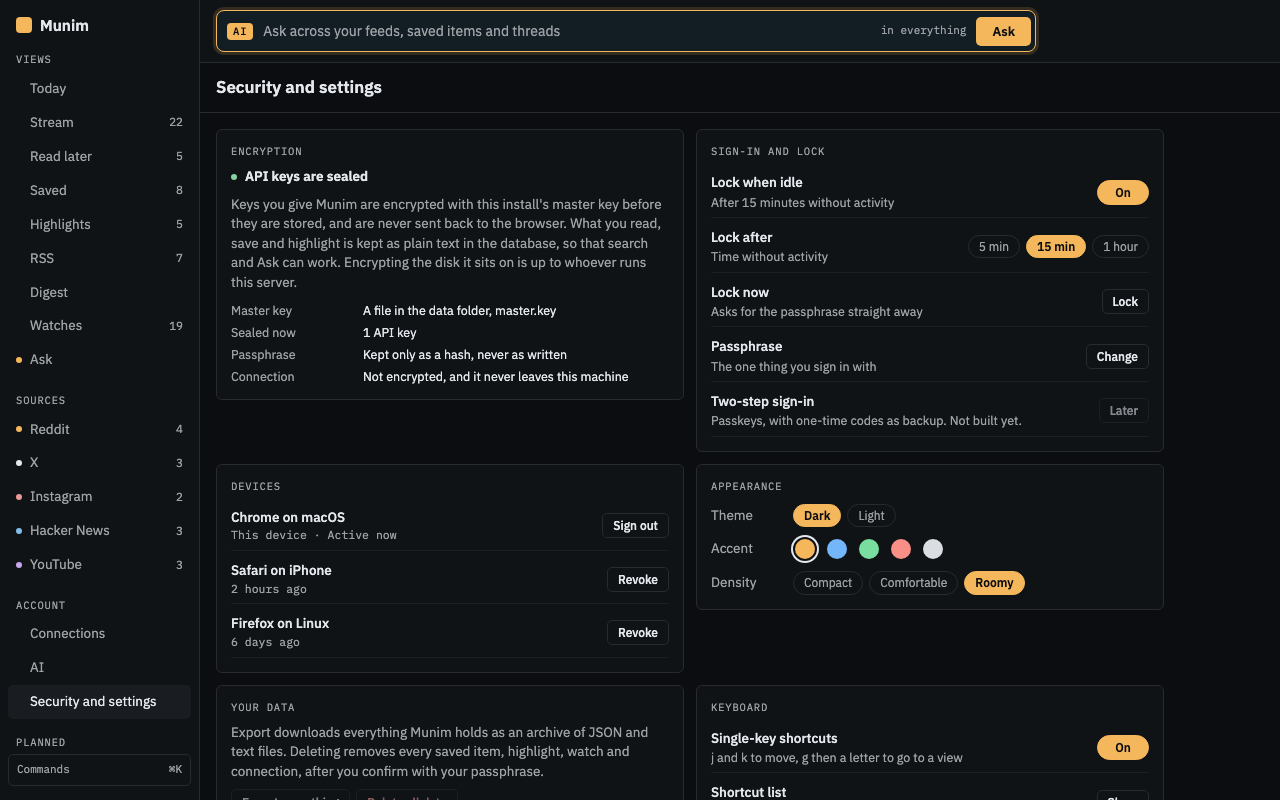 Munim
VIEWS
Today
Stream 22
Read later 5
Saved 8
Highlights 5
RSS 7
Digest
Watches 19
Ask
SOURCES
Reddit 4
X 3
Instagram 2
Hacker News 3
YouTube 3
ACCOUNT
Connections
AI
Security and settings
PLANNED
Commands ⌘K
AI Ask across your feeds, saved items and threads in everything Ask
Security and settings
ENCRYPTION
API keys are sealed
Keys you give Munim are encrypted with this install's master key before
they are stored, and are never sent back to the browser. What you read,
save and highlight is kept as plain text in the database, so that search
and Ask can work. Encrypting the disk it sits on is up to whoever runs
this server.
Master key A file in the data folder, master.key
Sealed now 1 API key
Passphrase Kept only as a hash, never as written
Connection Not encrypted, and it never leaves this machine
SIGN-IN AND LOCK
Lock when idle
After 15 minutes without activity
On
Lock after
Time without activity
5 min 15 min 1 hour
Lock now
Asks for the passphrase straight away
Lock
Passphrase
The one thing you sign in with
Change
Two-step sign-in
Passkeys, with one-time codes as backup. Not built yet.
Later
DEVICES
Chrome on macOS
This device · Active now
Sign out
Safari on iPhone
2 hours ago
Revoke
Firefox on Linux
6 days ago
Revoke
APPEARANCE
Theme Dark Light
Accent
Density Compact Comfortable Roomy
YOUR DATA
Export downloads everything Munim holds as an archive of JSON and
text files. Deleting removes every saved item, highlight, watch and
connection, after you confirm with your passphrase.
KEYBOARD
Single-key shortcuts
j and k to move, g then a letter to go to a view
On
Shortcut list